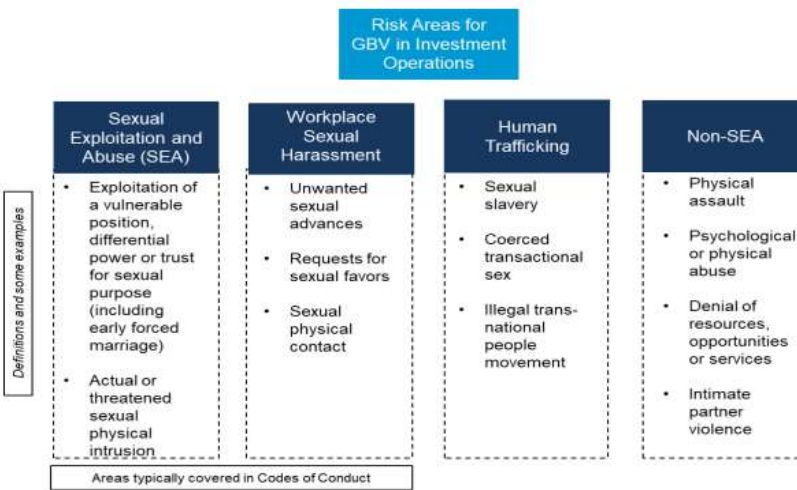 Risk Areas for
GBV in Investment
Operations
Sexual
Exploitation and
Abuse (SEA)
Workplace
Sexual
Harassment
Human
Trafficking
Non-SEA
Definitions and some examples
• Exploitation of
a vulnerable
position,
differential
power or trust
for sexual
purpose
(including
early forced
marriage)
• Actual or
threatened
sexual
physical
intrusion
• Unwanted
sexual
advances
• Requests for
sexual favors
• Sexual
physical
contact
• Sexual
slavery
• Coerced
transactional
sex
• Illegal trans-
national
people
movement
• Physical
assault
• Psychological
or physical
abuse
• Denial of
resources,
opportunities
or services
• Intimate
partner
violence
Areas typically covered in Codes of Conduct